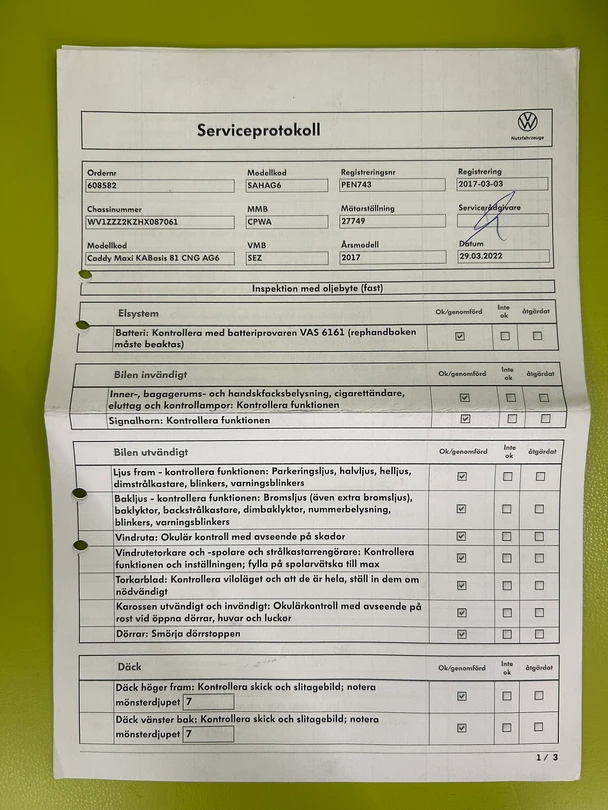 Serviceprotokoll
Nutzfahrzeuge
Ordernr Modellkod Registreringsnr Registrering
608582 SAHAG6 PEN743 2017-03-03
Chassinummer MMB Mätarställning Servicerådgivare
WV1ZZZ2KZHX087061 CPWA 27749
Modellkod VMB Årsmodell Datum
Caddy Maxi KABasis 81 CNG AG6 SEZ 2017 29.03.2022
Inspektion med oljebyte (fast)
Elsystem Ok/genomförd Inte ok åtgärdat
Batteri: Kontrollera med batteriprovaren VAS 6161 (rephandboken
måste beaktas)
Bilen invändigt Ok/genomförd Inte ok åtgärdat
Inner-, bagagerums- och handskfacksbelysning, cigarettändare,
eluttag och kontrollampor: Kontrollera funktionen
Signalhorn: Kontrollera funktionen
Bilen utvändigt Ok/genomförd Inte ok åtgärdat
Ljus fram - kontrollera funktionen: Parkeringsljus, halvljus, helljus,
dimstrålkastare, blinkers, varningsblinkers
Bakljus - kontrollera funktionen: Bromsljus (även extra bromsljus),
baklyktor, backstrålkastare, dimbaklyktor, nummerbelysning,
blinkers, varningsblinkers
Vindruta: Okulär kontroll med avseende på skador
Vindrutetorkare och -spolare och strålkastarrengörare: Kontrollera
funktionen och inställningen; fylla på spolarvätska till max
Torkarblad: Kontrollera viloläget och att de är hela, ställ in dem om
nödvändigt
Karossen utvändigt och invändigt: Okulärkontroll med avseende på
rost vid öppna dörrar, huvar och luckor
Dörrar: Smörja dörrstoppen
Däck Ok/genomförd Inte ok åtgärdat
Däck höger fram: Kontrollera skick och slitagebild; notera
mönsterdjupet 7
Däck vänster bak: Kontrollera skick och slitagebild; notera
mönsterdjupet 7
1 / 3